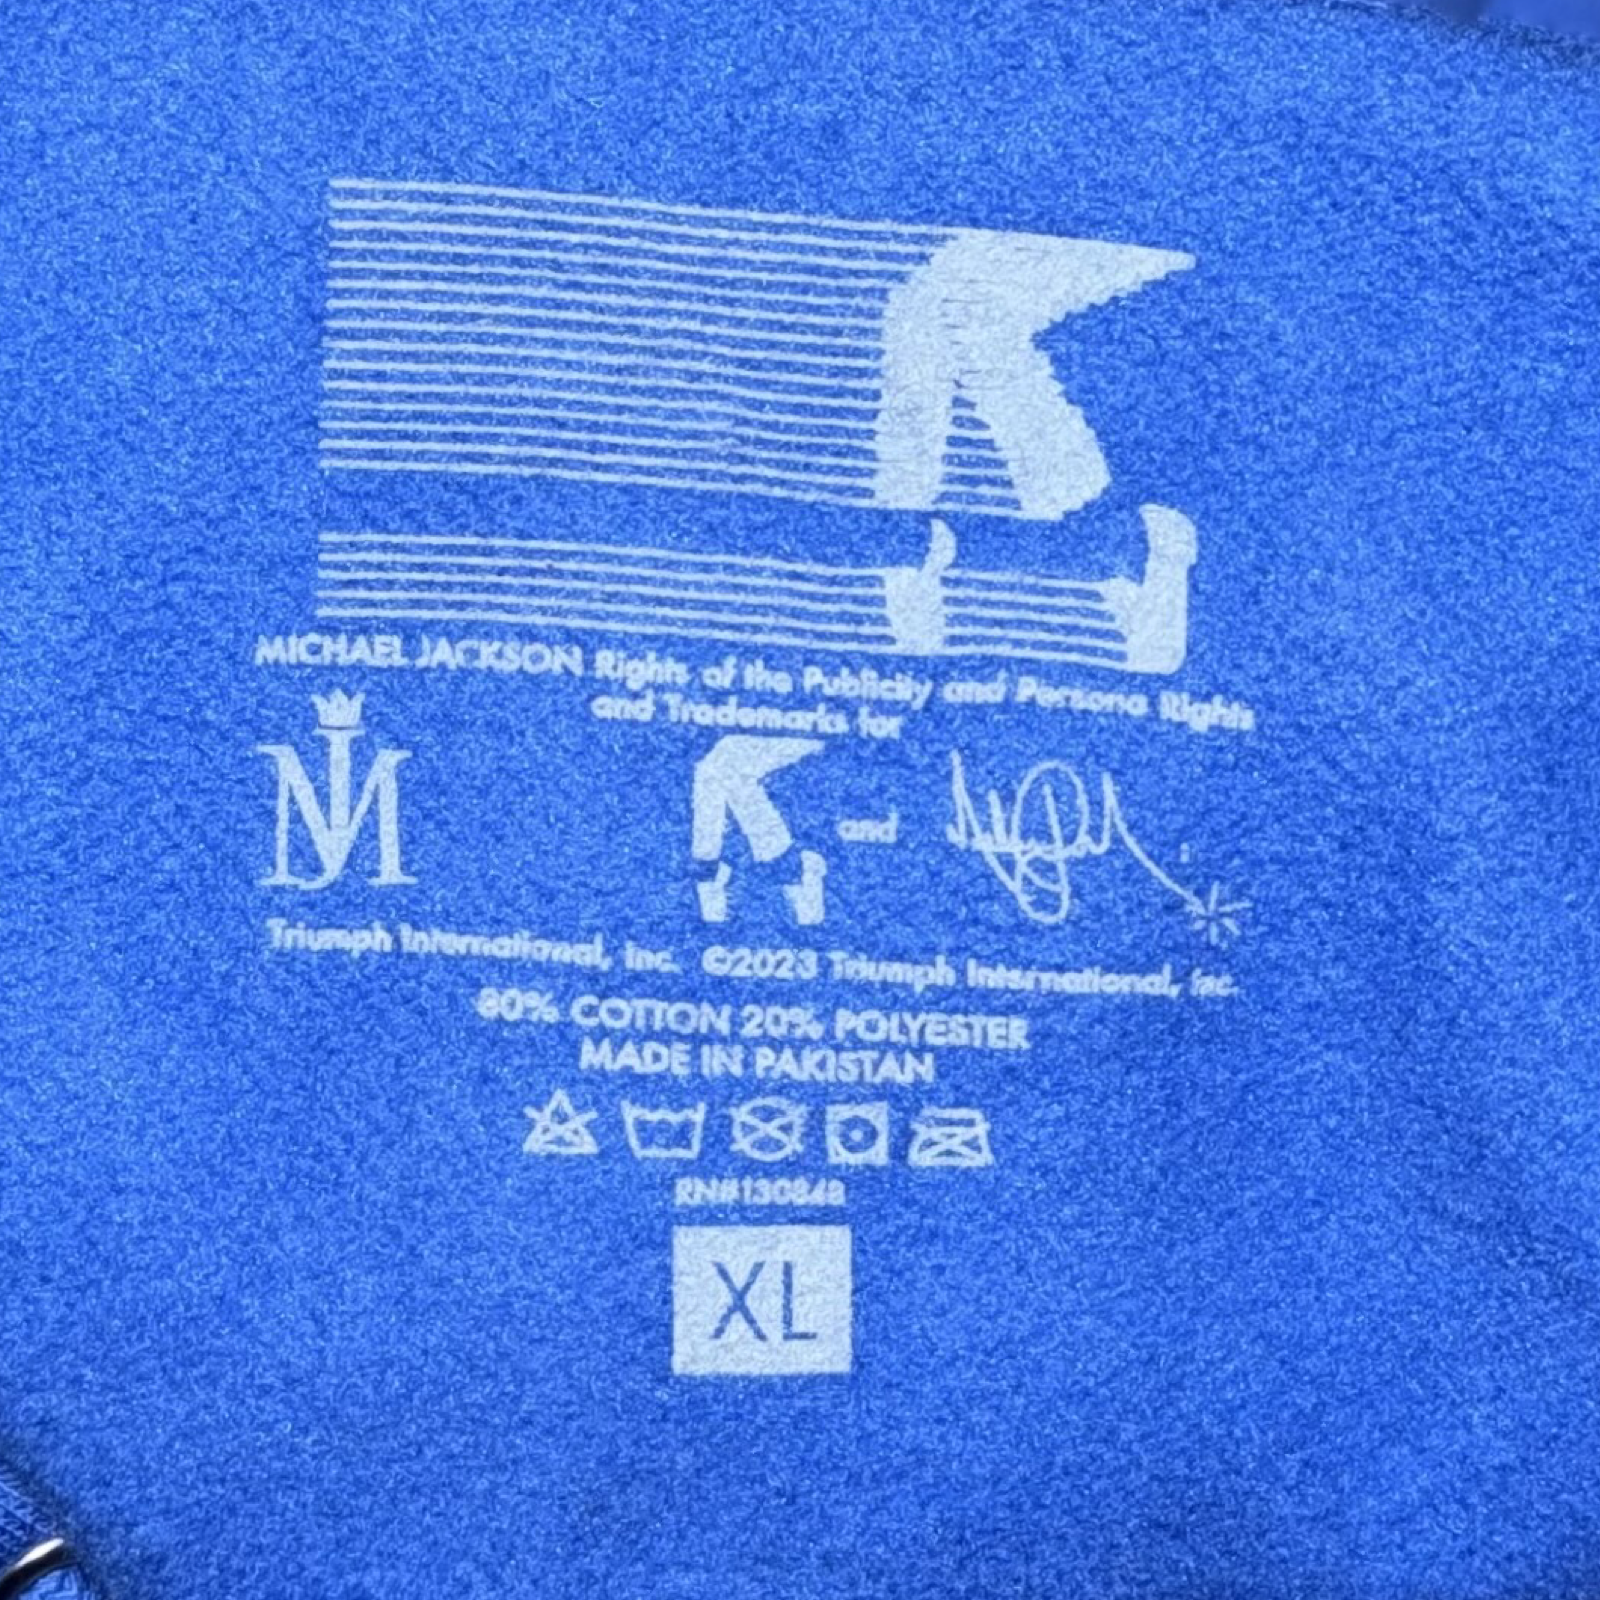 MICHAEL JACKSON Rights of the Publicity and Persona Rights
and Trademarks for
MJ
and
Triumph International, Inc. ©2023 Triumph International, Inc.
80% COTTON 20% POLYESTER
MADE IN PAKISTAN
RN#130848
XL